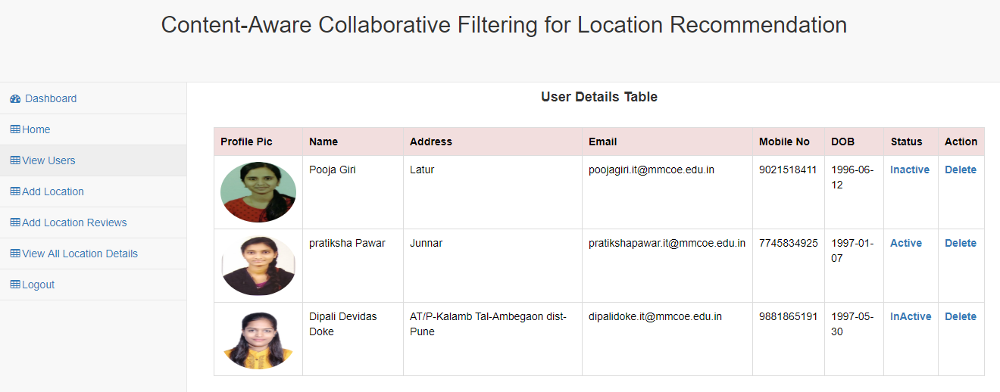 Content-Aware Collaborative Filtering for Location Recommendation
Dashboard
Home
View Users
Add Location
Add Location Reviews
View All Location Details
Logout
User Details Table
Profile Pic Name Address Email Mobile No DOB Status Action
Pooja Giri Latur poojagiri.it@mmcoe.edu.in 9021518411 1996-06- Inactive Delete
12
pratiksha Pawar Junnar pratikshapawar.it@mmcoe.edu.in 7745834925 1997-01- Active Delete
07
Dipali Devidas AT/P-Kalamb Tal-Ambegaon dist- dipalidoke.it@mmcoe.edu.in 9881865191 1997-05- InActive Delete
Doke Pune 30